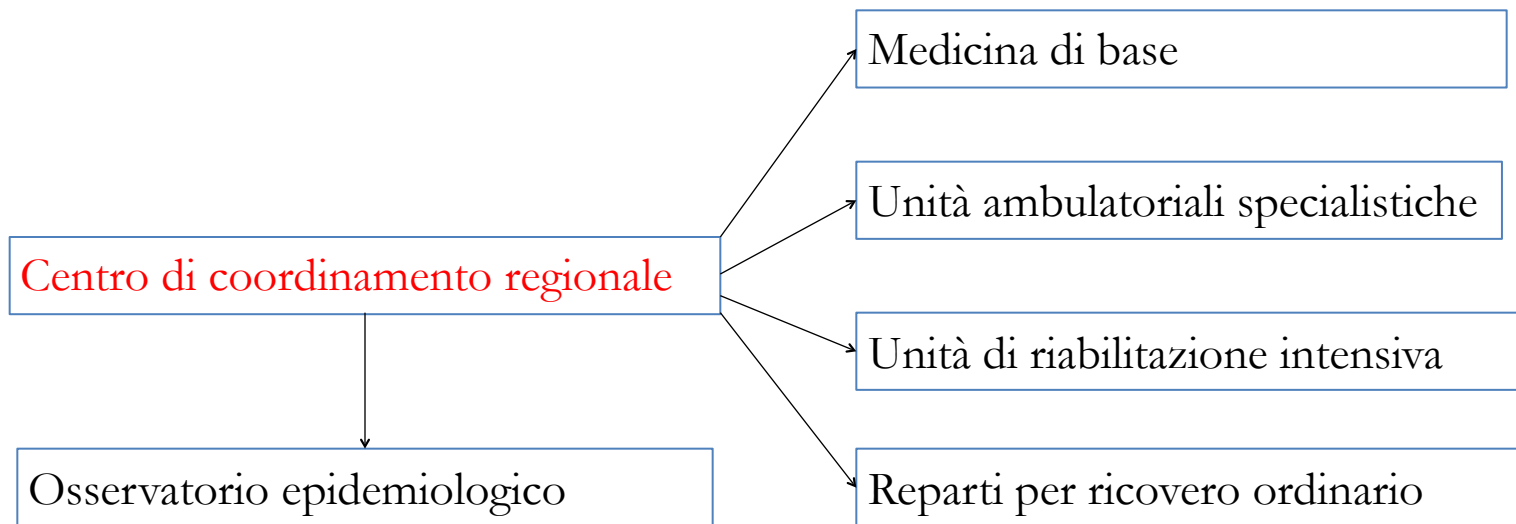 Medicina di base
Unità ambulatoriali specialistiche
Centro di coordinamento regionale
Unità di riabilitazione intensiva
Osservatorio epidemiologico
Reparti per ricovero ordinario